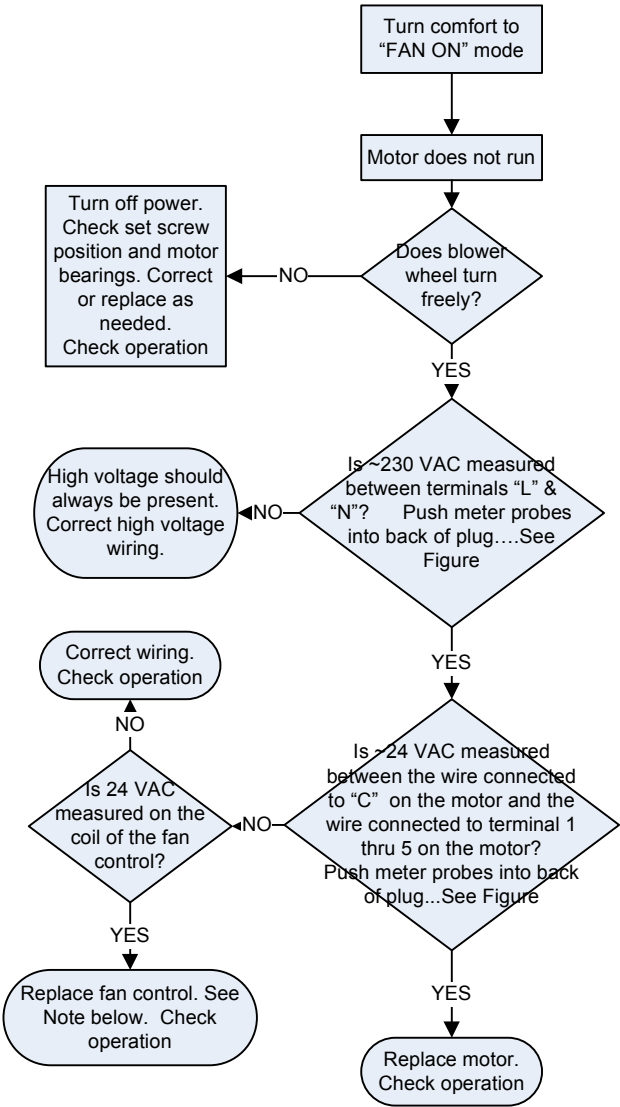 Turn comfort to
“FAN ON” mode
Motor does not run
Does blower
wheel turn
freely?
NO
Turn off power.
Check set screw
position and motor
bearings. Correct
or replace as
needed.
Check operation
YES
Is ~230 VAC measured
between terminals “L” &
“N”? Push meter probes
into back of plug….See
Figure
NO
High voltage should
always be present.
Correct high voltage
wiring.
YES
Is ~24 VAC measured
between the wire connected
to “C” on the motor and the
wire connected to terminal 1
thru 5 on the motor?
Push meter probes into back
of plug...See Figure
NO
Is 24 VAC
measured on the
coil of the fan
control?
NO
Correct wiring.
Check operation
YES
Replace fan control. See
Note below. Check
operation
YES
Replace motor.
Check operation